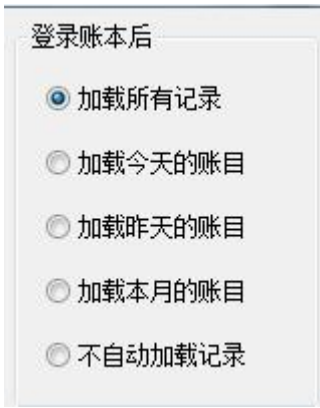 登录账本后
加载所有记录
加载今天的账目
加载昨天的账目
加载本月的账目
不自动加载记录